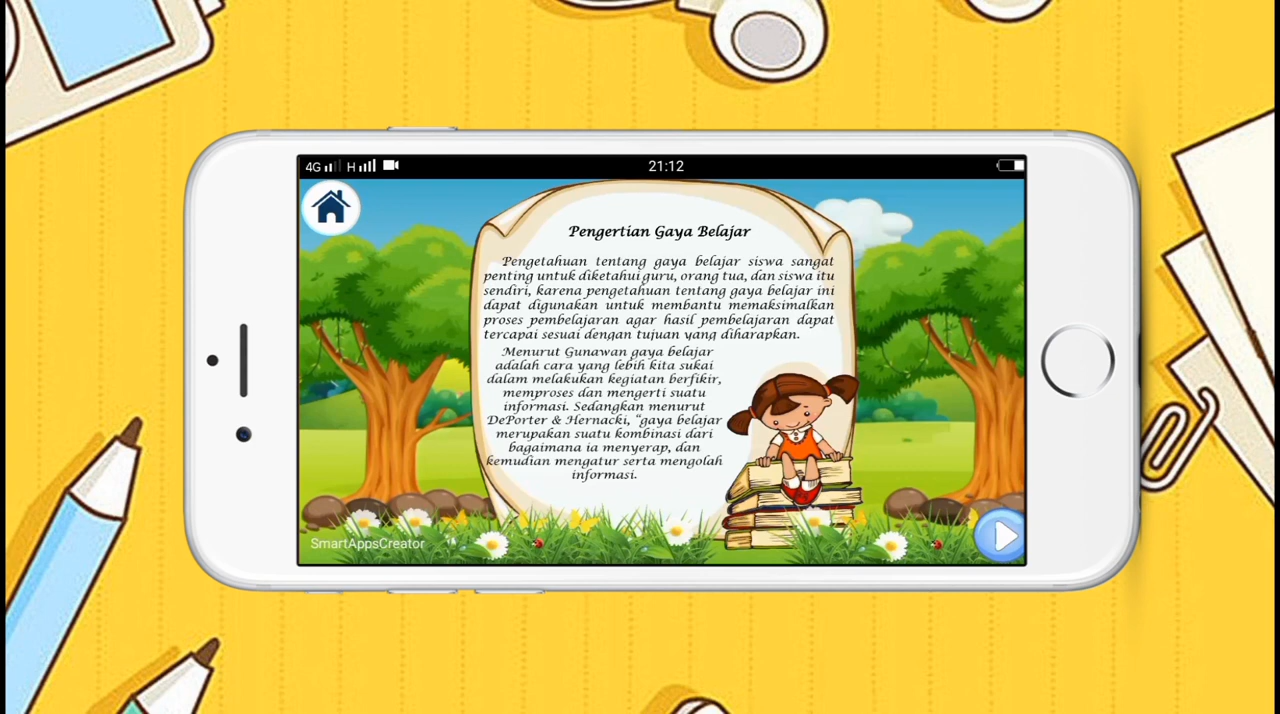 4G H 21:12
Pengertian Gaya Belajar
Pengetahuan tentang gaya belajar siswa sangat
penting untuk diketahui guru, orang tua, dan siswa itu
sendiri, karena pengetahuan tentang gaya belajar ini
dapat digunakan untuk membantu memaksimalkan
proses pembelajaran agar hasil pembelajaran dapat
tercapai sesuai dengan tujuan yang diharapkan.
Menurut Gunawan gaya belajar
adalah cara yang lebih kita sukai
dalam melakukan kegiatan berfikir,
memproses dan mengerti suatu
informasi. Sedangkan menurut
DePorter & Hernacki, “gaya belajar
merupakan suatu kombinasi dari
bagaimana ia menyerap, dan
kemudian mengatur serta mengolah
informasi.
SmartAppsCreator